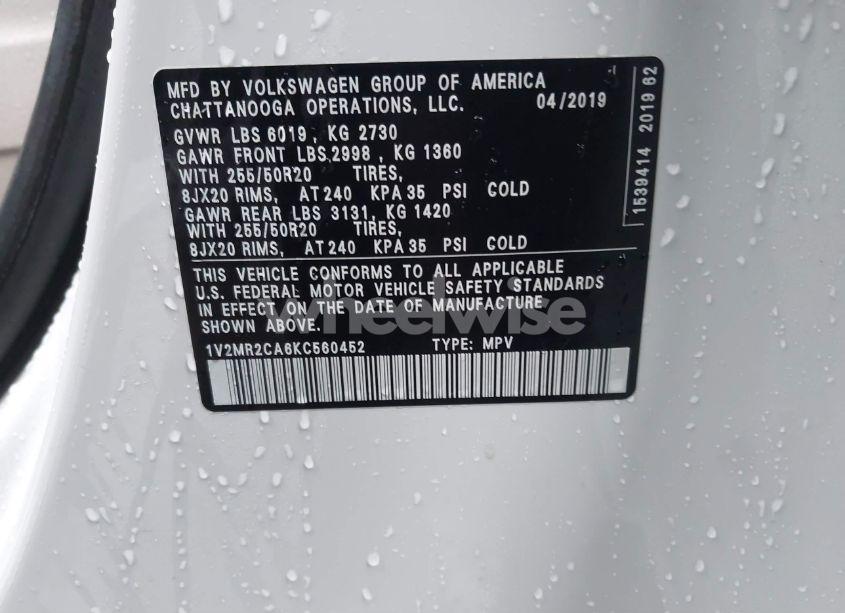 MFD BY VOLKSWAGEN GROUP OF AMERICA
CHATTANOOGA OPERATIONS, LLC. 04/2019
GVWR LBS 6019, KG 2730
GAWR FRONT LBS 2998, KG 1360
WITH 255/50R20 TIRES,
8JX20 RIMS, AT 240 KPA 35 PSI COLD
GAWR REAR LBS 3131, KG 1420
WITH 255/50R20 TIRES,
8JX20 RIMS, AT 240 KPA 35 PSI COLD
THIS VEHICLE CONFORMS TO ALL APPLICABLE
U.S. FEDERAL MOTOR VEHICLE SAFETY STANDARDS
IN EFFECT ON THE DATE OF MANUFACTURE
SHOWN ABOVE.
1V2MR2CA6KC560452 TYPE: MPV
1539414 2019 62
wheelwise